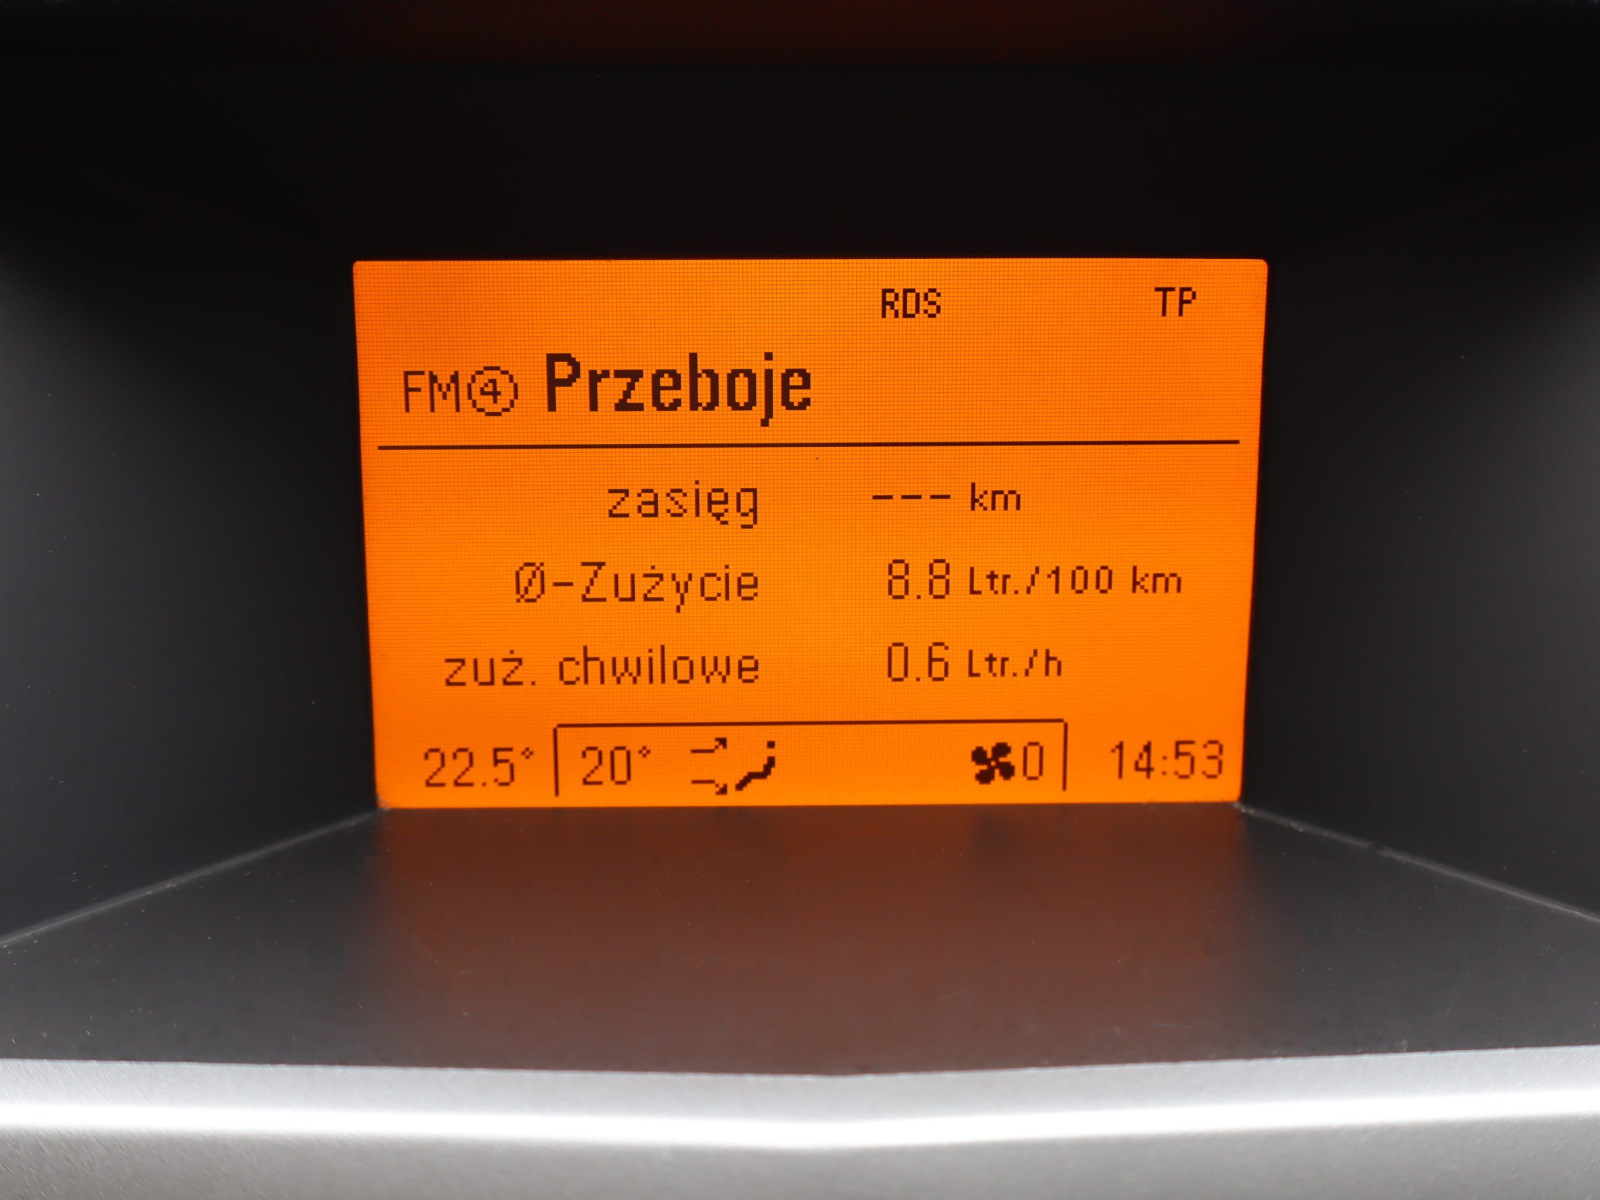 RDS TP
FM④ Przeboje
zasięg --- km
Ø-Zużycie 8.8 Ltr./100 km
zuż. chwilowe 0.6 Ltr./h
22.5° 20° 0 14:53